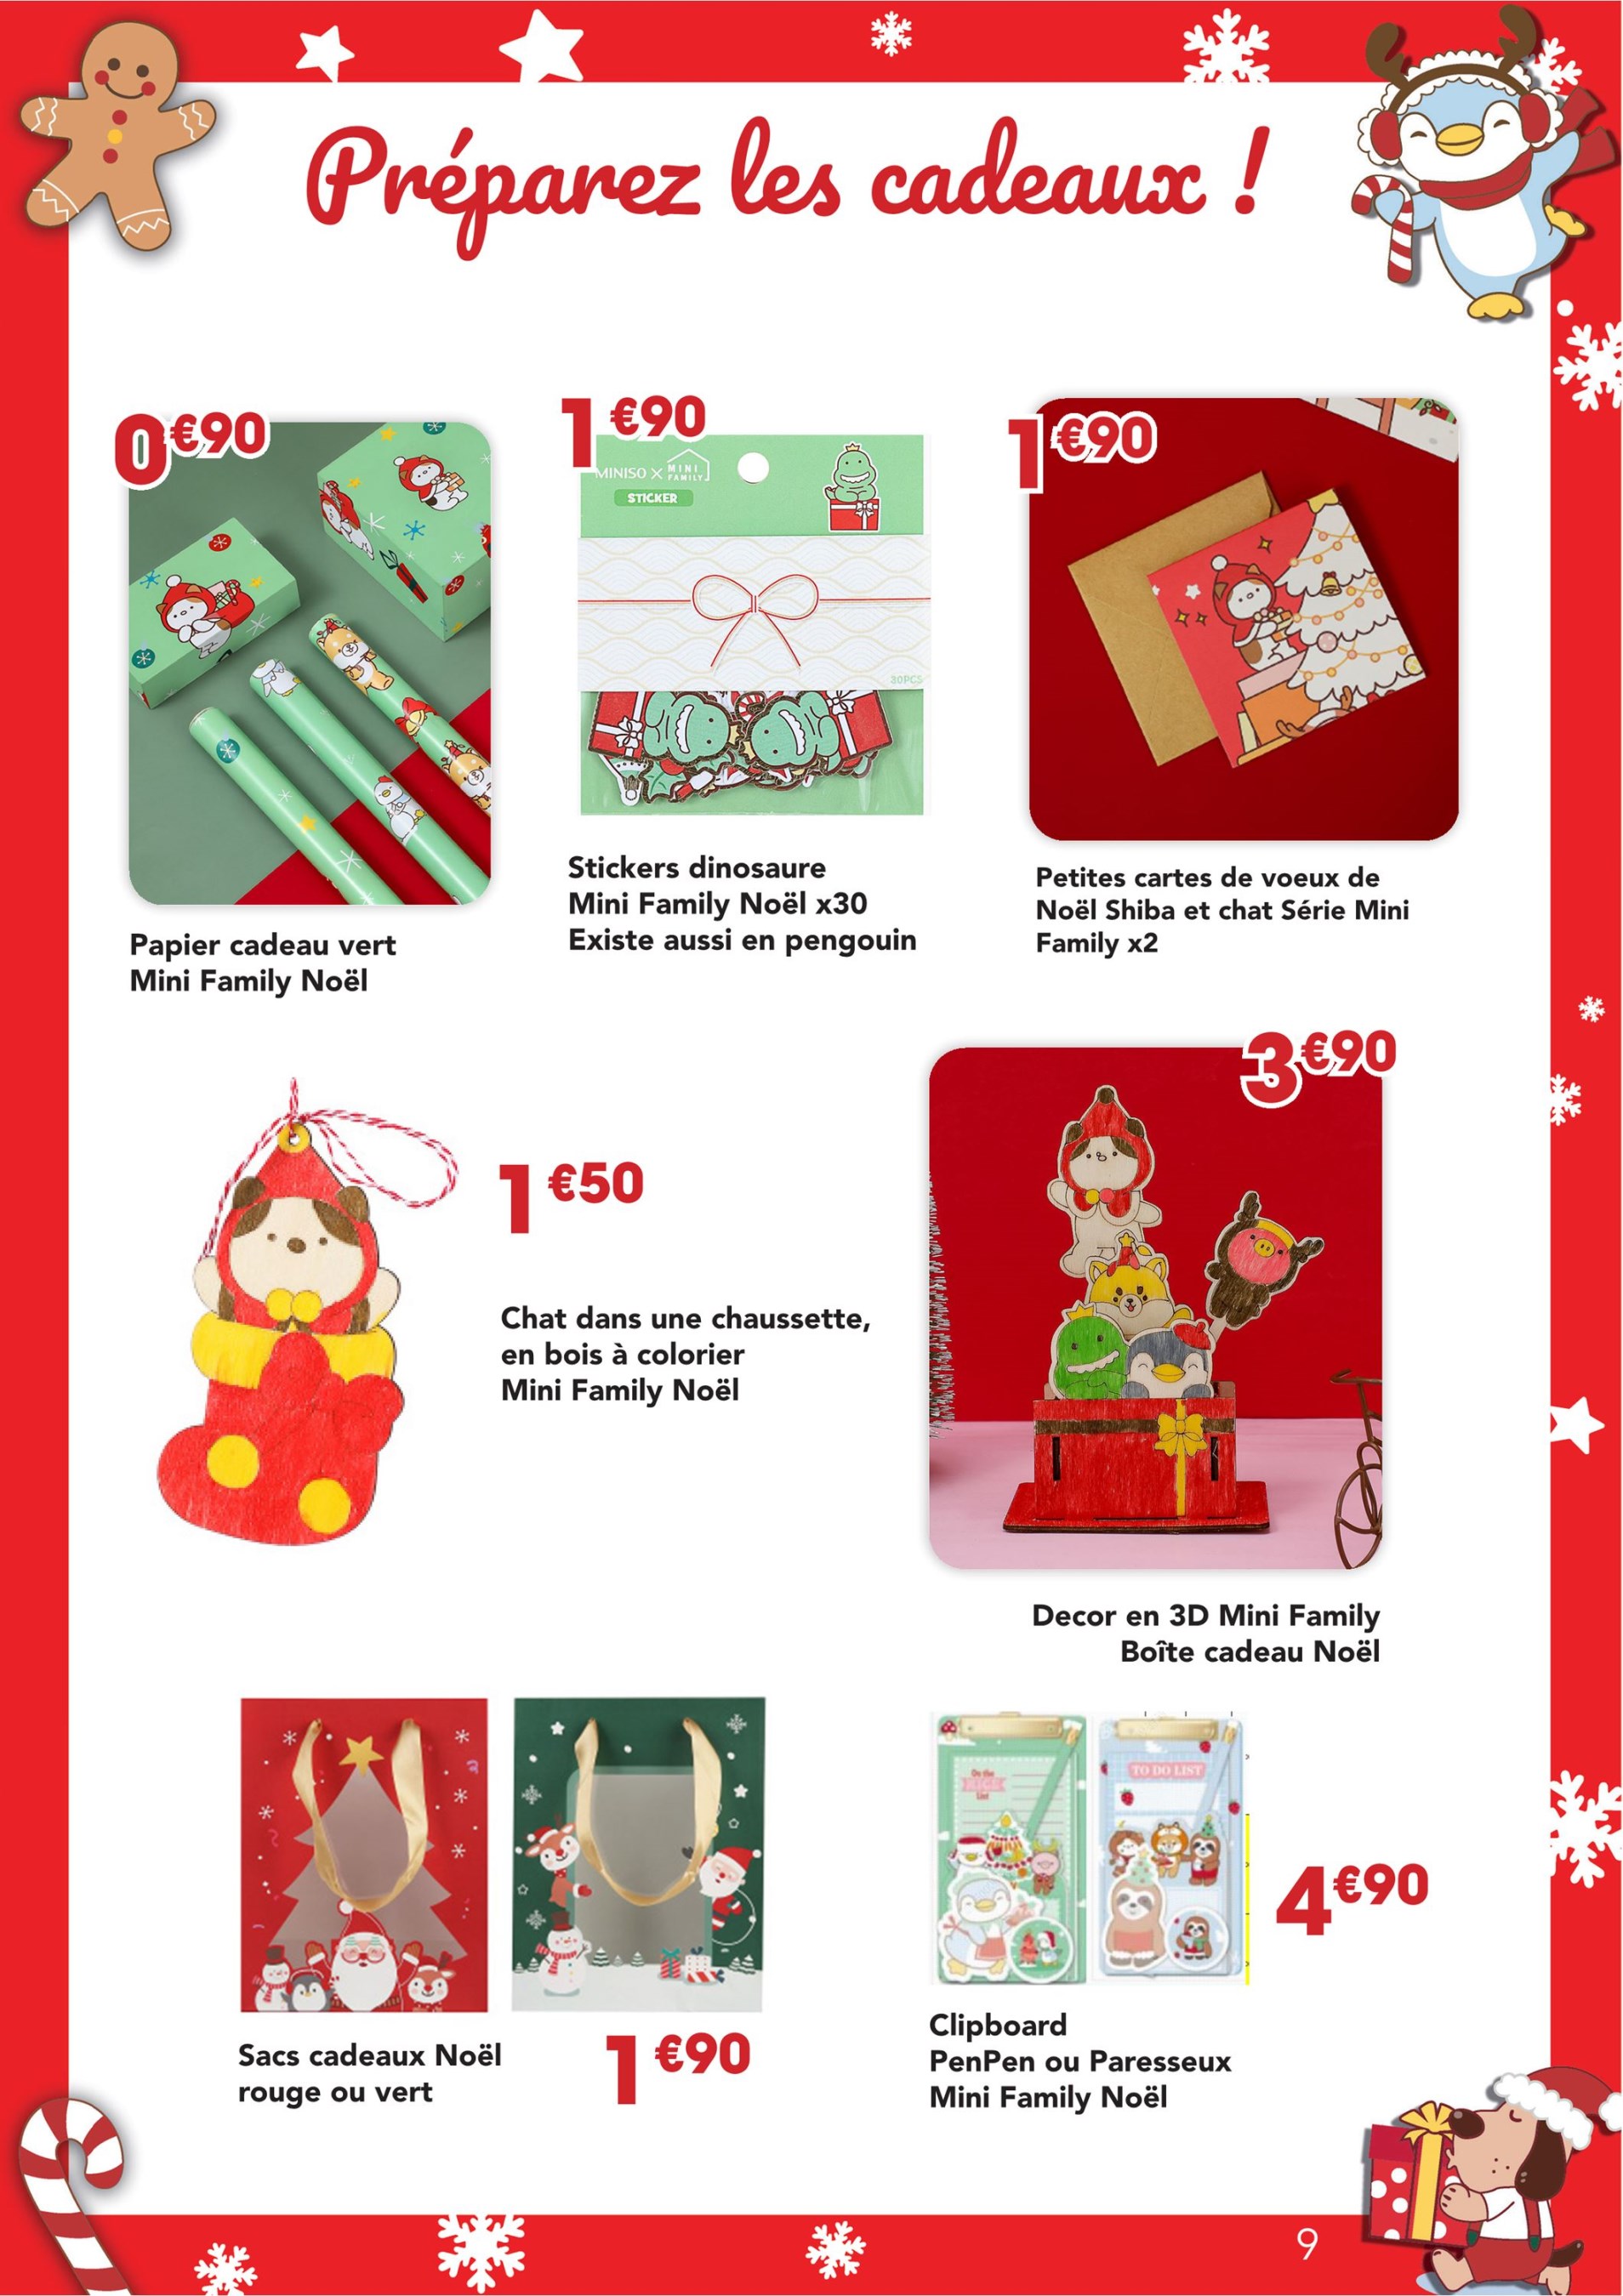 Préparez les cadeaux !
0€90
Papier cadeau vert
Mini Family Noël
1€90
MINISO X MINI FAMILY
STICKER
30PCS
Stickers dinosaure
Mini Family Noël x30
Existe aussi en pengouin
1€90
Petites cartes de voeux de
Noël Shiba et chat Série Mini
Family x2
1€50
Chat dans une chaussette,
en bois à colorier
Mini Family Noël
3€90
Decor en 3D Mini Family
Boîte cadeau Noël
Sacs cadeaux Noël
rouge ou vert
1€90
On the
NICE
List
TO DO LIST
4€90
Clipboard
PenPen ou Paresseux
Mini Family Noël
9